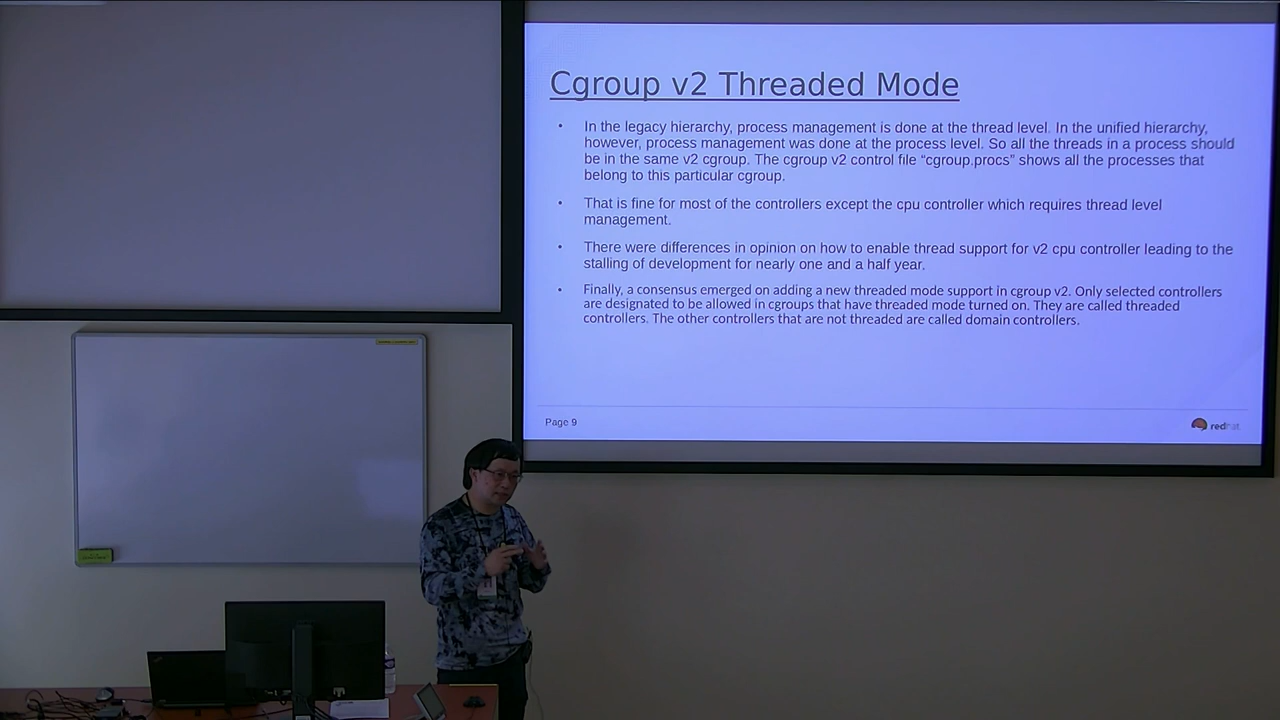 Cgroup v2 Threaded Mode
• In the legacy hierarchy, process management is done at the thread level. In the unified hierarchy,
however, process management was done at the process level. So all the threads in a process should
be in the same v2 cgroup. The cgroup v2 control file “cgroup.procs” shows all the processes that
belong to this particular cgroup.
• That is fine for most of the controllers except the cpu controller which requires thread level
management.
• There were differences in opinion on how to enable thread support for v2 cpu controller leading to the
stalling of development for nearly one and a half year.
• Finally, a consensus emerged on adding a new threaded mode support in cgroup v2. Only selected controllers
are designated to be allowed in cgroups that have threaded mode turned on. They are called threaded
controllers. The other controllers that are not threaded are called domain controllers.
Page 9
redhat